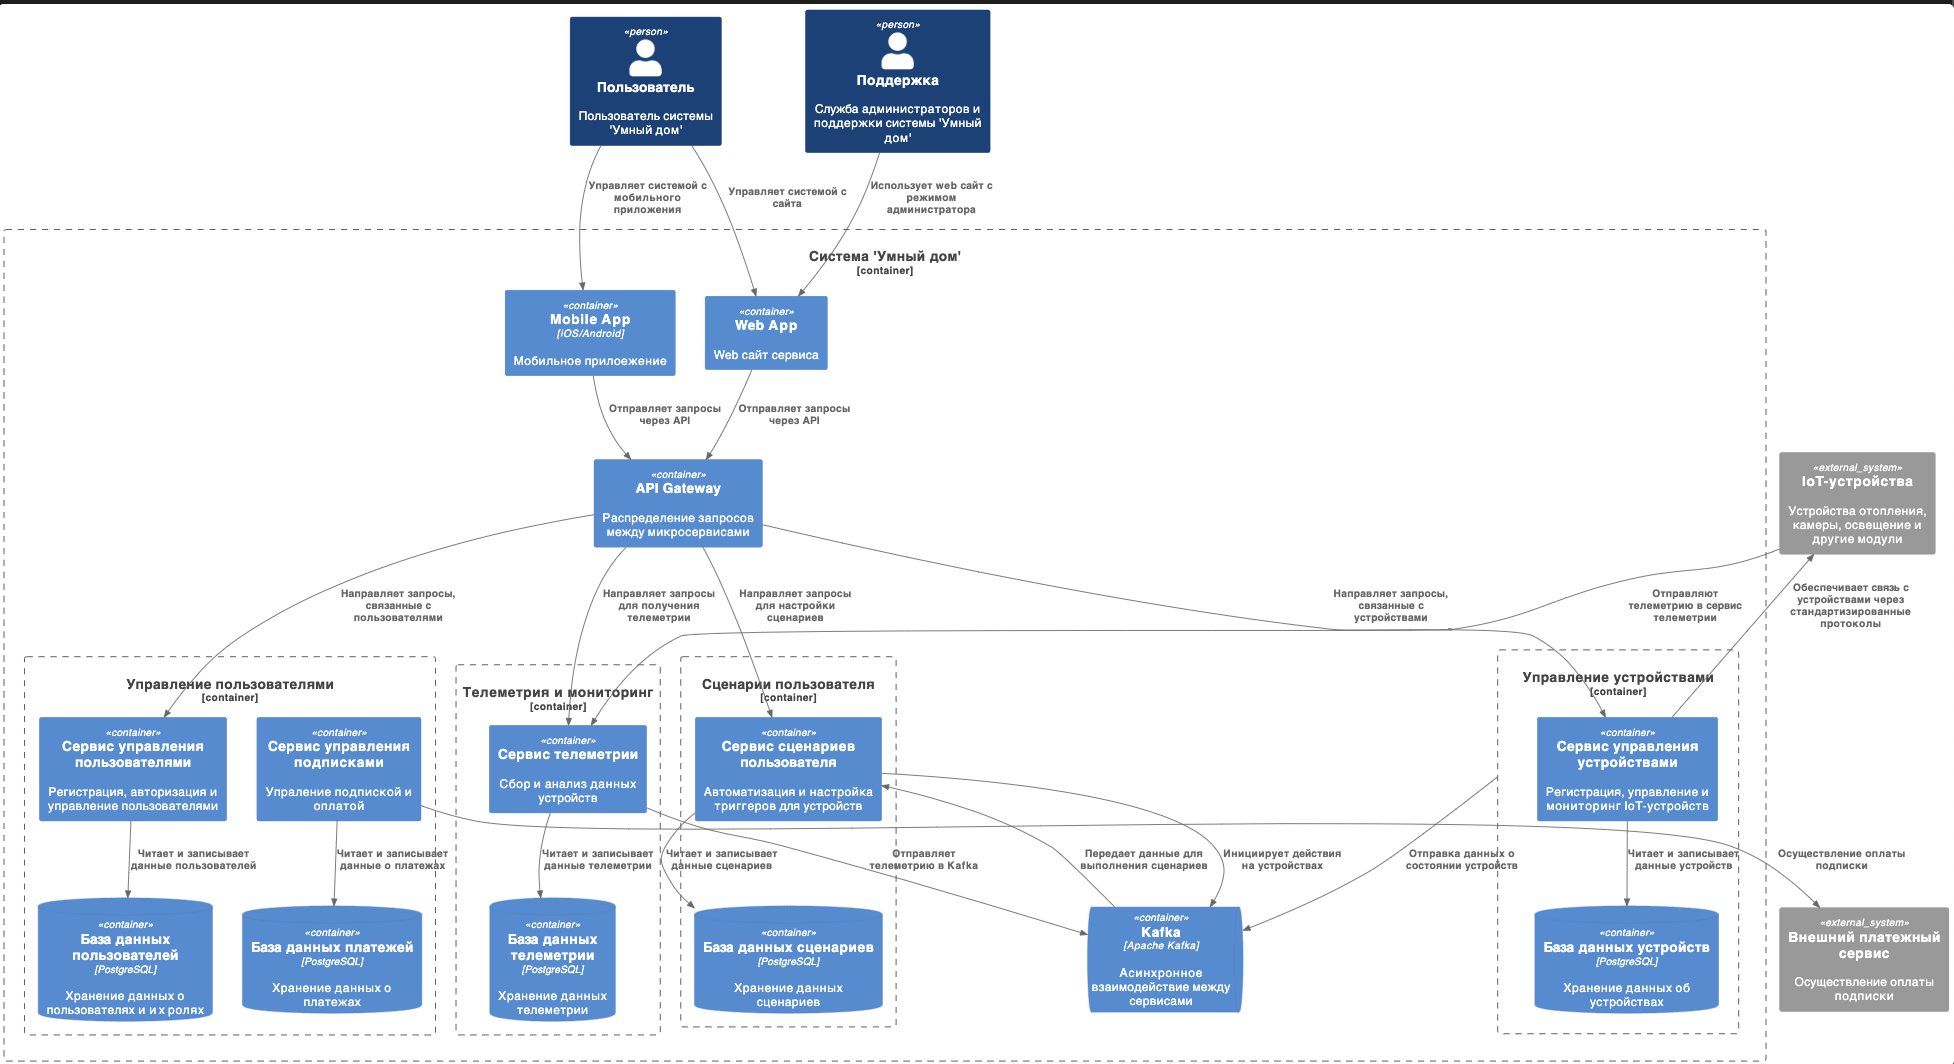 «person»
Пользователь
Пользователь системы
'Умный дом'
«person»
Поддержка
Служба администраторов и
поддержки системы 'Умный
дом'
Управляет системой с
мобильного
приложения
Управляет системой с
сайта
Использует web сайт с
режимом
администратора
Система 'Умный дом'
[container]
«container»
Mobile App
[iOS/Android]
Мобильное прилоежение
«container»
Web App
Web сайт сервиса
Отправляет запросы
через API
Отправляет запросы
через API
«container»
API Gateway
Распределение запросов
между микросервисами
«external_system»
IoT-устройства
Устройства отопления,
камеры, освещение и
другие модули
Направляет запросы,
связанные с
пользователями
Направляет запросы
для получения
телеметрии
Направляет запросы
для настройки
сценариев
Направляет запросы,
связанные с
устройствами
Отправляют
телеметрию в сервис
телеметрии
Обеспечивает связь с
устройствами через
стандартизированные
протоколы
Управление пользователями
[container]
Телеметрия и мониторинг
[container]
Сценарии пользователя
[container]
Управление устройствами
[container]
«container»
Сервис управления
пользователями
Регистрация, авторизация и
управление пользователями
«container»
Сервис управления
подписками
Упраление подпиской и
оплатой
«container»
Сервис телеметрии
Сбор и анализ данных
устройств
«container»
Сервис сценариев
пользователя
Автоматизация и настройка
триггеров для устройств
«container»
Сервис управления
устройствами
Регистрация, управление и
мониторинг IoT-устройств
Читает и записывает
данные пользователей
Читает и записывает
данные о платежах
Читает и записывает
данные телеметрии
Читает и записывает
данные сценариев
Отправляет
телеметрию в Kafka
Передает данные для
выполнения сценариев
Инициирует действия
на устройствах
Отправка данных о
состоянии устройств
Читает и записывает
данные устройств
Осуществление оплаты
подписки
«container»
База данных
пользователей
[PostgreSQL]
Хранение данных о
пользователях и их ролях
«container»
База данных платежей
[PostgreSQL]
Хранение данных о
платежах
«container»
База данных
телеметрии
[PostgreSQL]
Хранение данных
телеметрии
«container»
База данных сценариев
[PostgreSQL]
Хранение данных
сценариев
«container»
Kafka
[Apache Kafka]
Асинхронное
взаимодействие между
сервисами
«container»
База данных устройств
[PostgreSQL]
Хранение данных об
устройствах
«external_system»
Внешний платежный
сервис
Осуществление оплаты
подписки